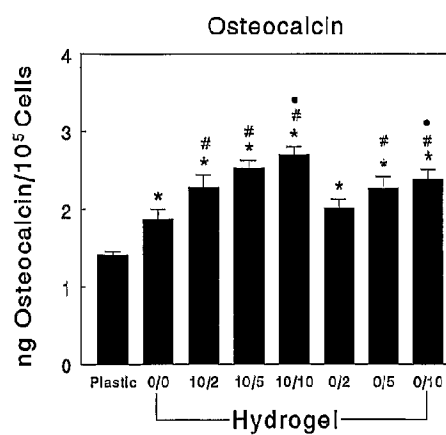 Osteocalcin
ng Osteocalcin/10⁵ Cells
4
3
2
1
0
•
•
# # # # #
* * * * * * *
Plastic 0/0 10/2 10/5 10/10 0/2 0/5 0/10
Hydrogel